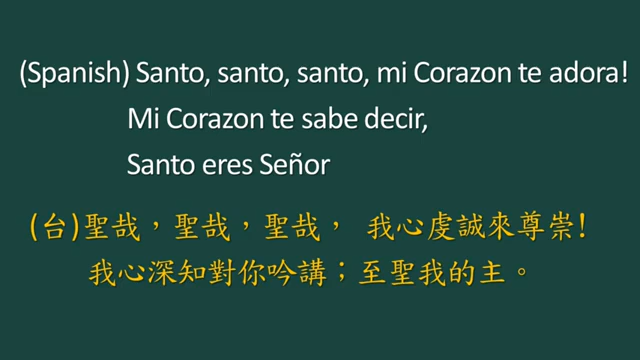 (Spanish) Santo, santo, santo, mi Corazon te adora!
Mi Corazon te sabe decir,
Santo eres Señor
(台)聖哉，聖哉，聖哉， 我心虔誠來尊崇!
我心深知對你吟講；至聖我的主。